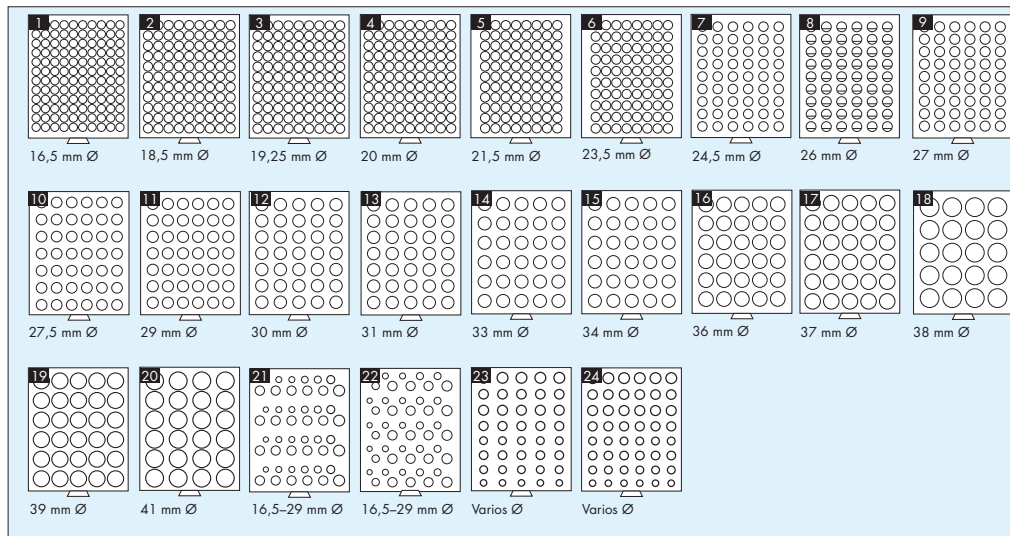 1 2 3 4 5 6 7 8 9
16,5 mm Ø 18,5 mm Ø 19,25 mm Ø 20 mm Ø 21,5 mm Ø 23,5 mm Ø 24,5 mm Ø 26 mm Ø 27 mm Ø
10 11 12 13 14 15 16 17 18
27,5 mm Ø 29 mm Ø 30 mm Ø 31 mm Ø 33 mm Ø 34 mm Ø 36 mm Ø 37 mm Ø 38 mm Ø
19 20 21 22 23 24
39 mm Ø 41 mm Ø 16,5–29 mm Ø 16,5–29 mm Ø Varios Ø Varios Ø